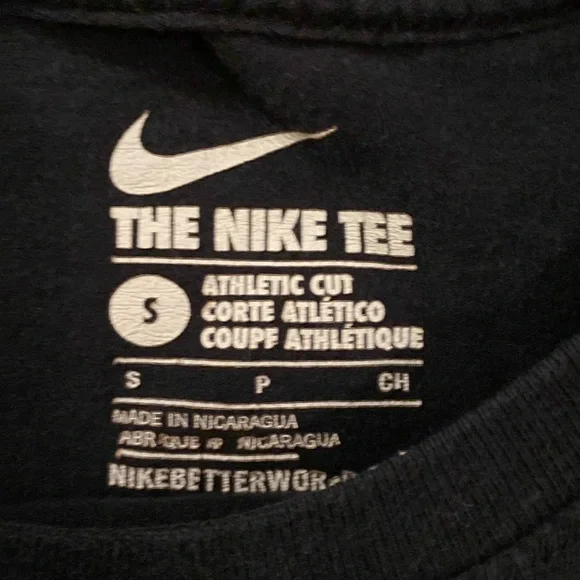 THE NIKE TEE
S
ATHLETIC CUT
CORTE ATLÉTICO
COUPE ATHLÉTIQUE
S P CH
MADE IN NICARAGUA
NICARAGUA